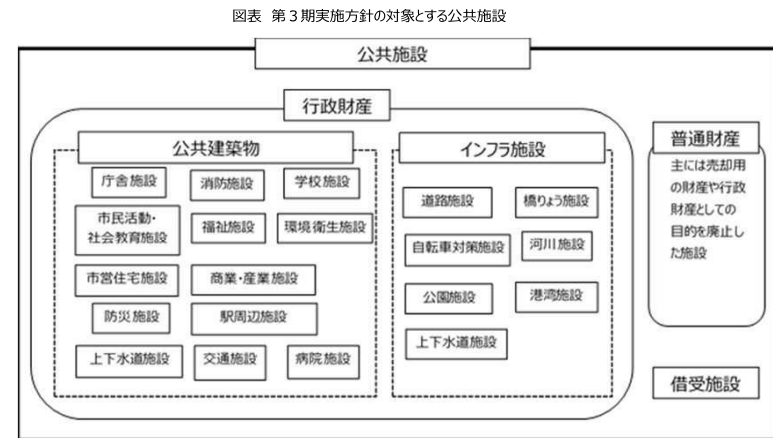 図表 第３期実施方針の対象とする公共施設
公共施設
行政財産
公共建築物
庁舎施設
消防施設
学校施設
市民活動・
社会教育施設
福祉施設
環境衛生施設
市営住宅施設
商業・産業施設
防災施設
駅周辺施設
上下水道施設
交通施設
病院施設
インフラ施設
道路施設
橋りょう施設
自転車対策施設
河川施設
公園施設
港湾施設
上下水道施設
普通財産
主には売却用
の財産や行政
財産としての
目的を廃止し
た施設
借受施設